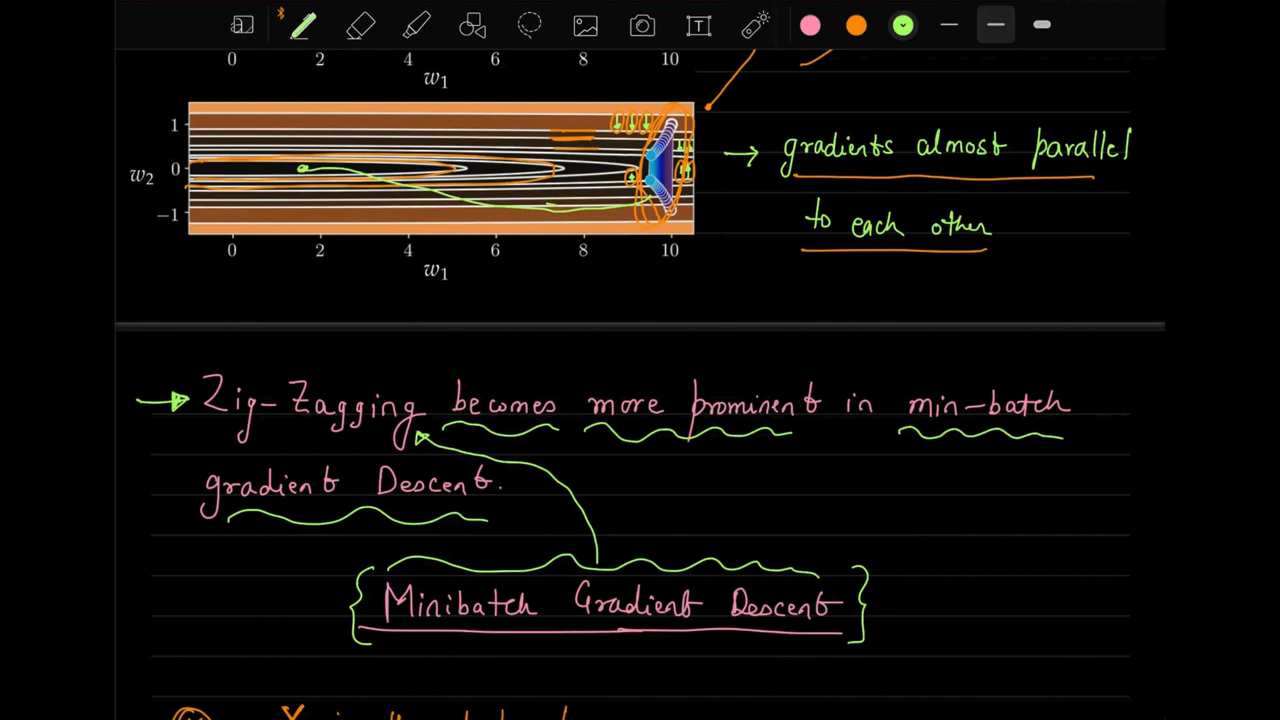 T
0 2 4 6 8 10
w1
1
0
−1
w2
0 2 4 6 8 10
w1
→ gradients almost parallel
to each other
→ Zig-Zagging becomes more prominent in min-batch
gradient Descent.
{Minibatch Gradient Descent}